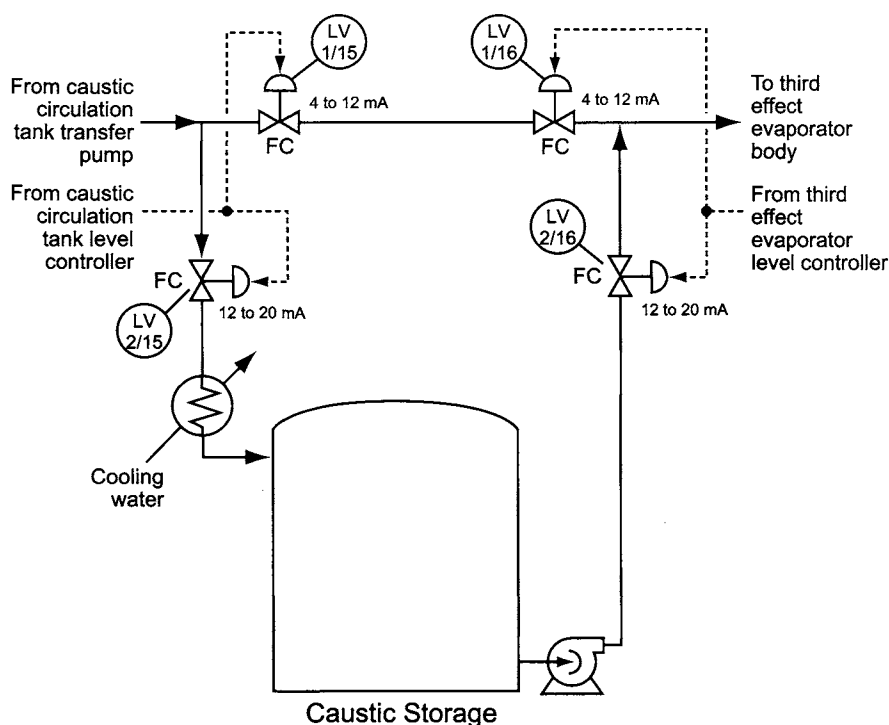 LV
1/15
LV
1/16
From caustic
circulation
tank transfer
pump
4 to 12 mA
FC
4 to 12 mA
FC
To third
effect
evaporator
body
From caustic
circulation
tank level
controller
LV
2/16
From third
effect
evaporator
level controller
FC
LV
2/15
12 to 20 mA
FC
12 to 20 mA
Cooling
water
Caustic Storage